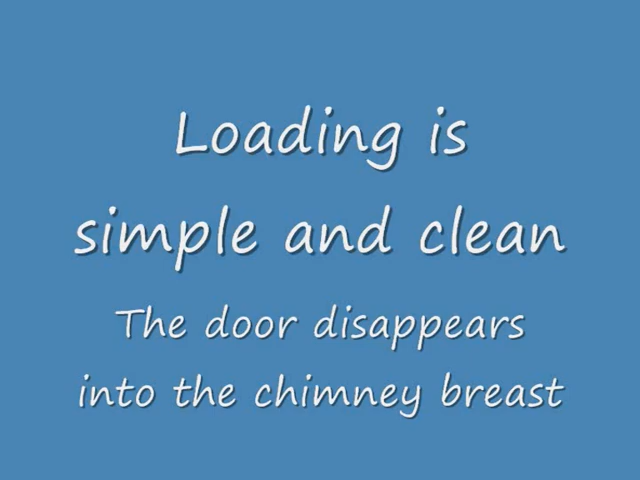 Loading is
simple and clean
The door disappears
into the chimney breast